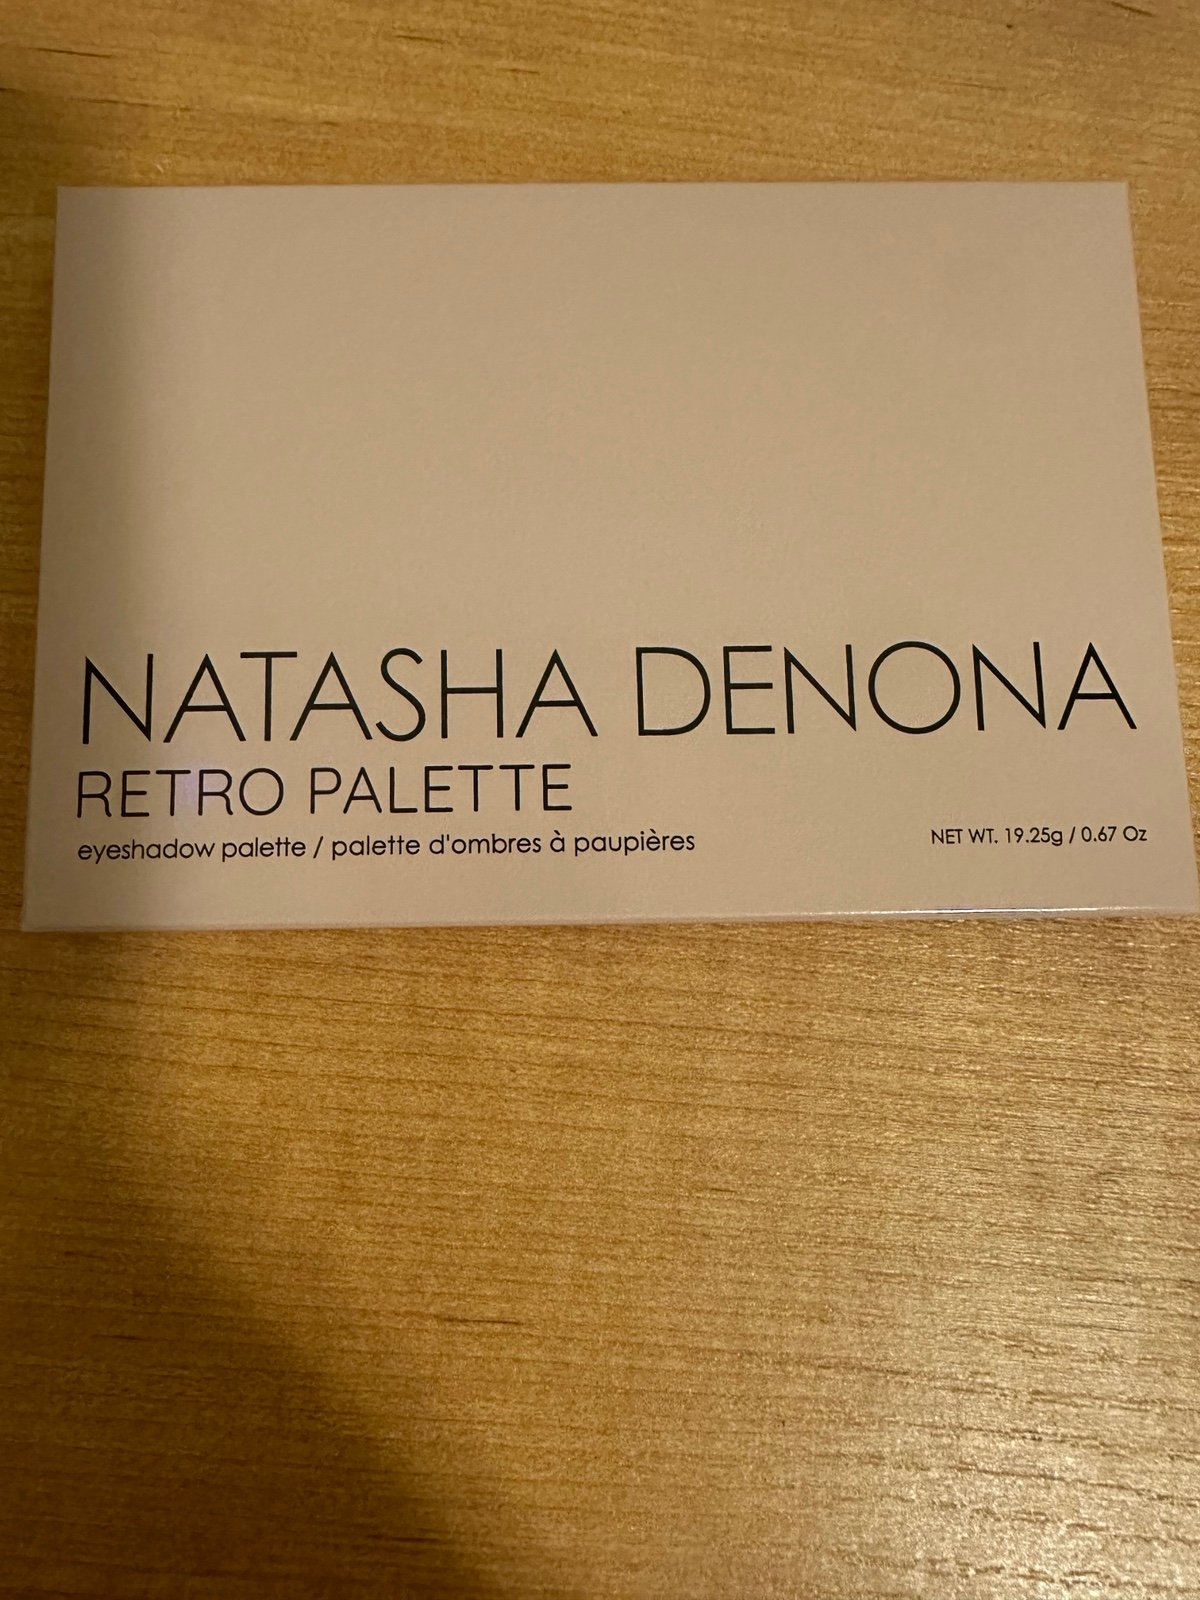 NATASHA DENONA
RETRO PALETTE
eyeshadow palette / palette d'ombres à paupières
NET WT. 19.25g / 0.67 Oz